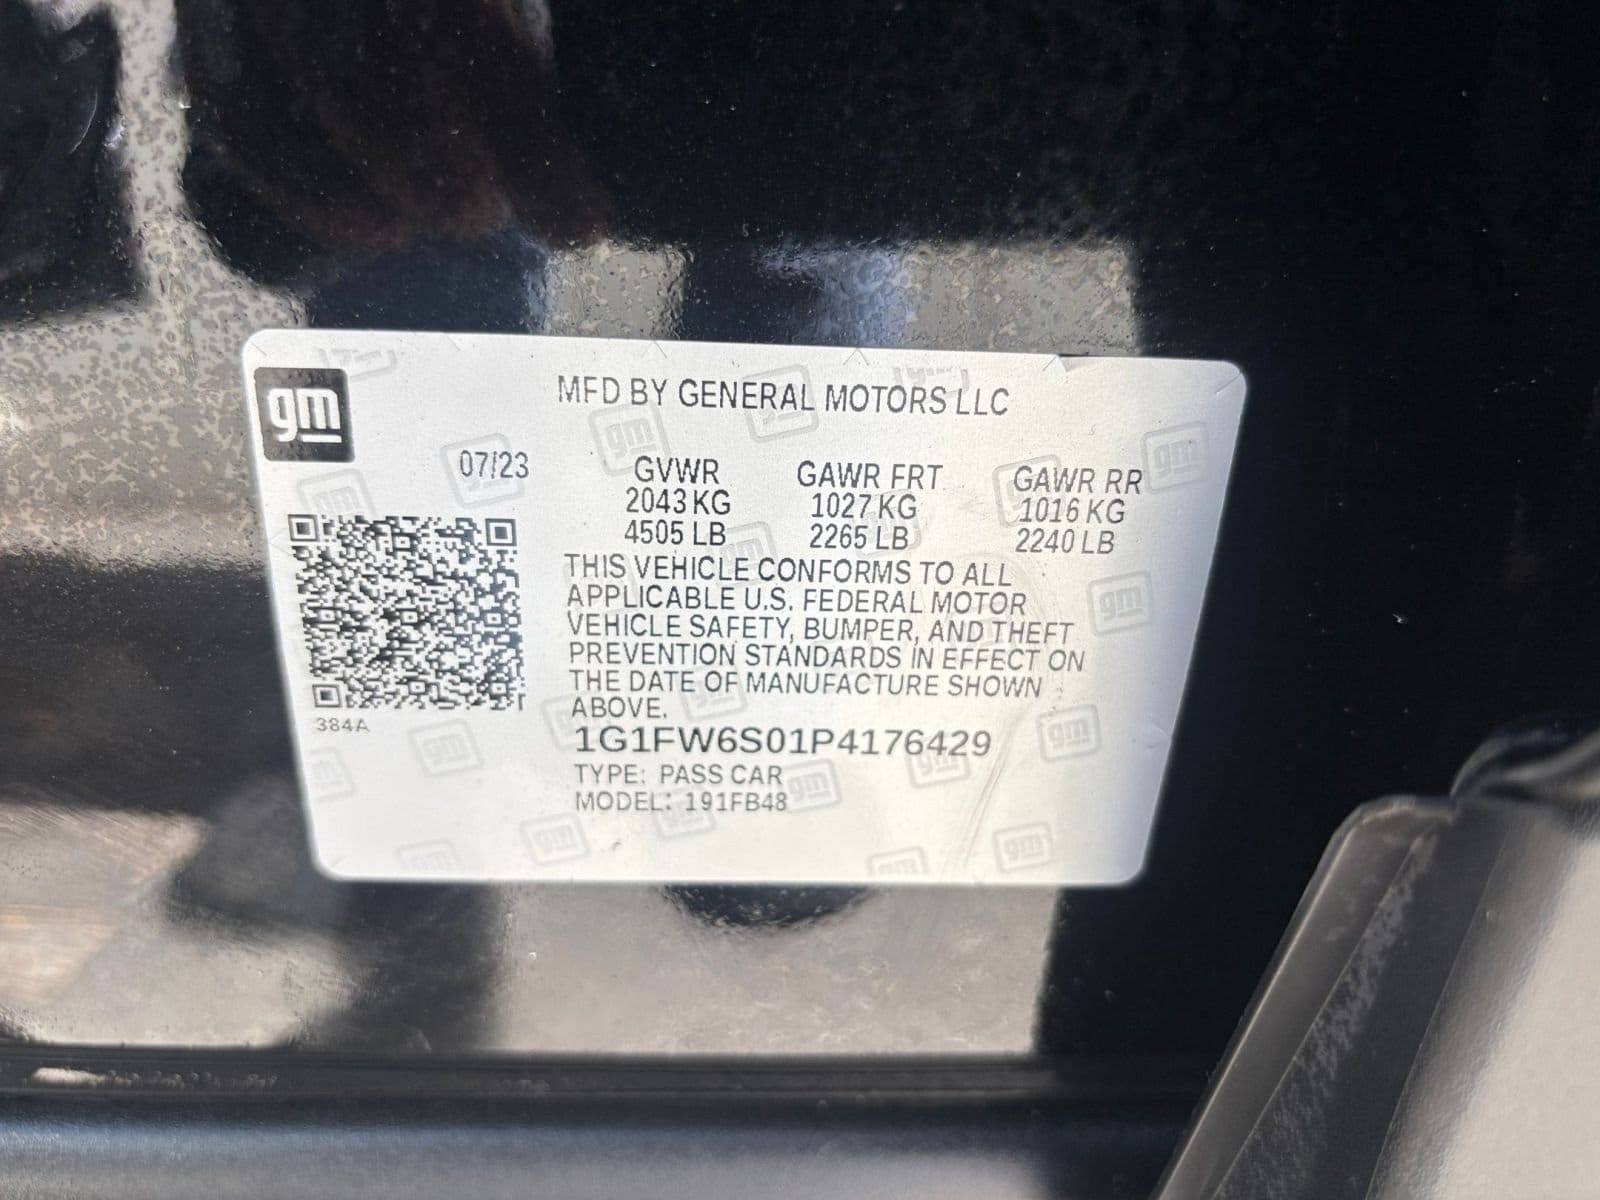 gm
MFD BY GENERAL MOTORS LLC
07/23
GVWR GAWR FRT GAWR RR
2043 KG 1027 KG 1016 KG
4505 LB 2265 LB 2240 LB
THIS VEHICLE CONFORMS TO ALL
APPLICABLE U.S. FEDERAL MOTOR
VEHICLE SAFETY, BUMPER, AND THEFT
PREVENTION STANDARDS IN EFFECT ON
THE DATE OF MANUFACTURE SHOWN
ABOVE.
384A
1G1FW6S01P4176429
TYPE: PASS CAR
MODEL: 191FB48